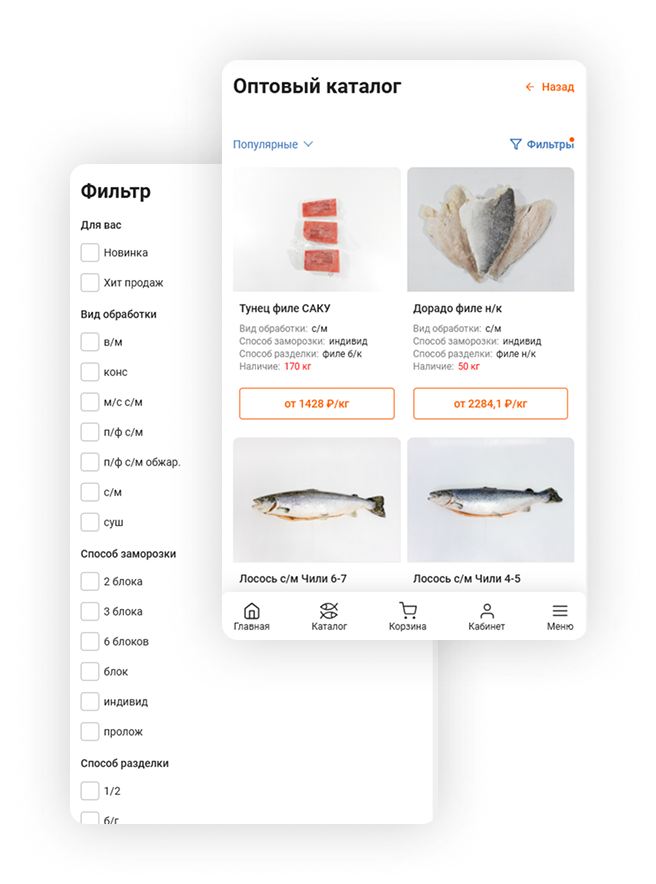 Оптовый каталог
Назад
Популярные
Фильтры
Тунец филе САКУ
Вид обработки: с/м
Способ заморозки: индивид
Способ разделки: филе б/к
Наличие: 170 кг
от 1428 ₽/кг
Дорадо филе н/к
Вид обработки: с/м
Способ заморозки: индивид
Способ разделки: филе н/к
Наличие: 50 кг
от 2284,1 ₽/кг
Лосось с/м Чили 6-7
Лосось с/м Чили 4-5
Главная
Каталог
Корзина
Кабинет
Меню
Фильтр
Для вас
Новинка
Хит продаж
Вид обработки
в/м
конс
м/с с/м
п/ф с/м
п/ф с/м обжар.
с/м
суш
Способ заморозки
2 блока
3 блока
6 блоков
блок
индивид
пролож
Способ разделки
1/2
б/г